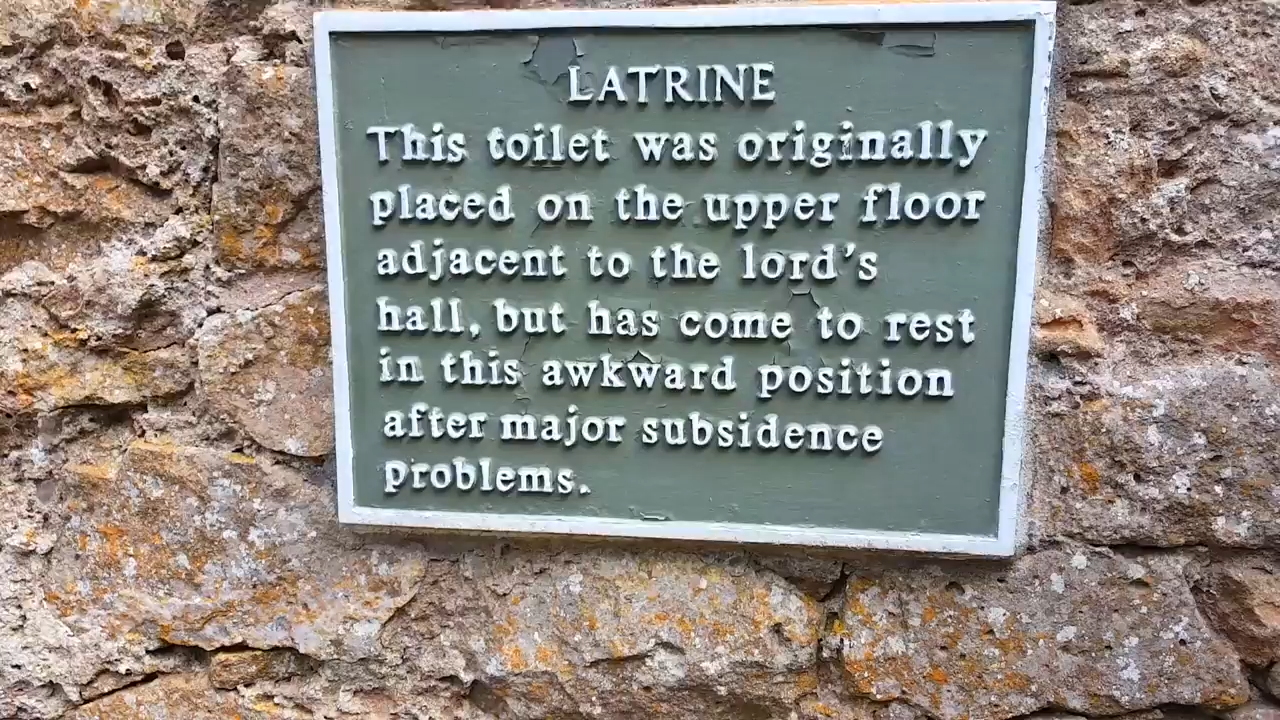 LATRINE
This toilet was originally
placed on the upper floor
adjacent to the lord's
hall, but has come to rest
in this awkward position
after major subsidence
problems.